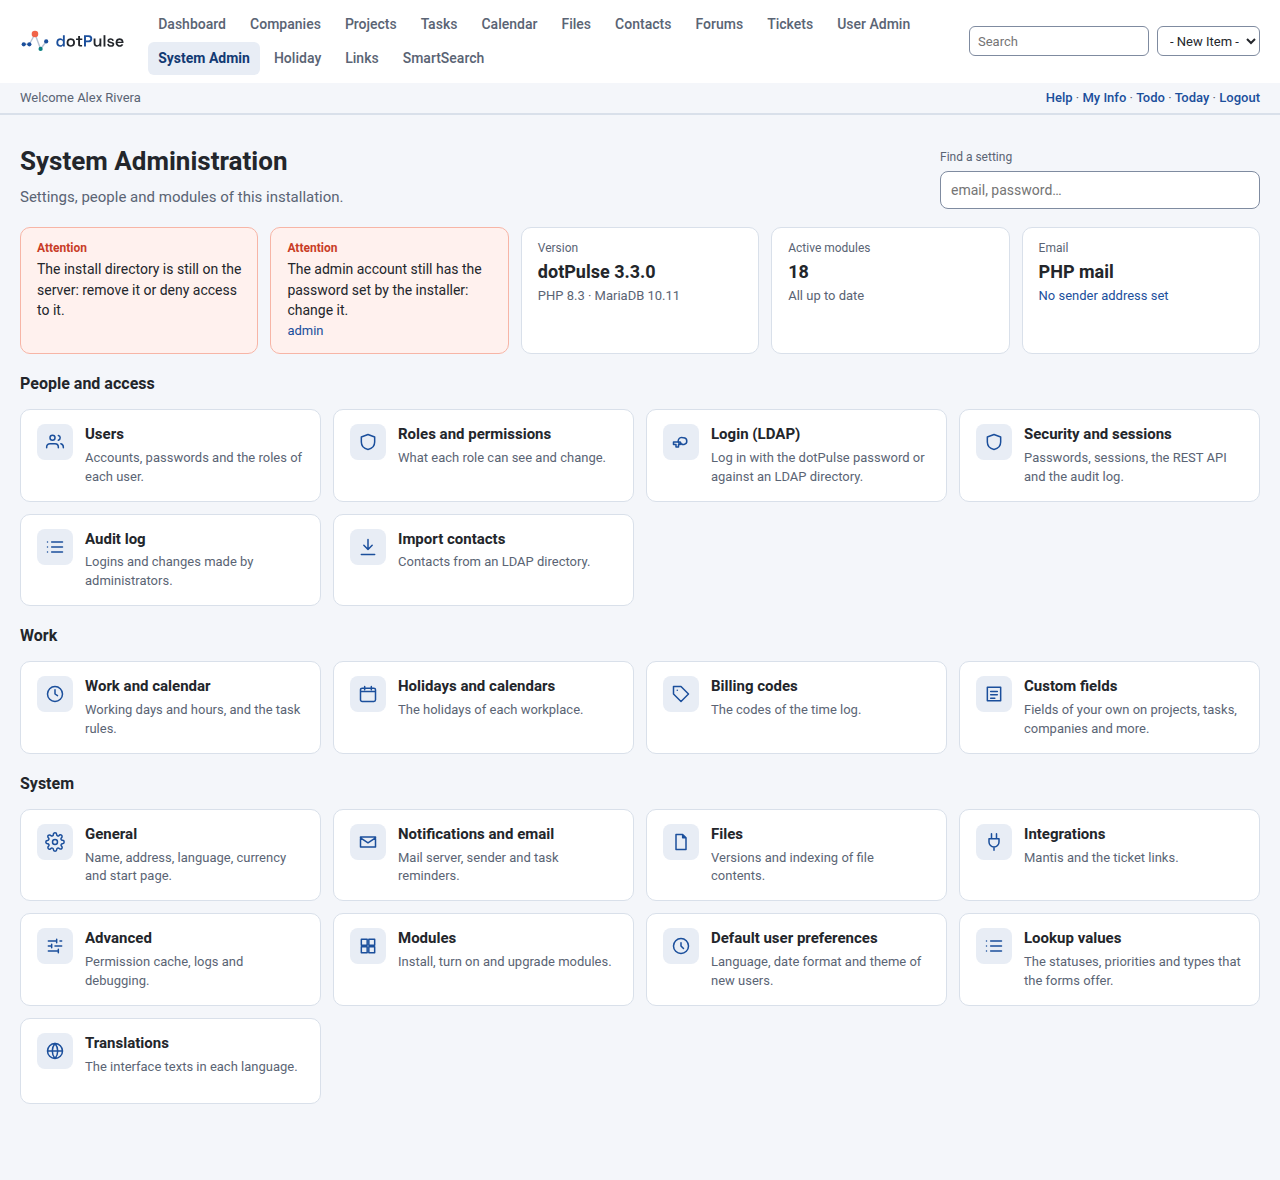 dotPulse
Dashboard Companies Projects Tasks Calendar Files Contacts Forums Tickets User Admin
System Admin Holiday Links SmartSearch
Search
- New Item -
Welcome Alex Rivera
Help · My Info · Todo · Today · Logout
System Administration
Settings, people and modules of this installation.
Find a setting
email, password...
Attention
The install directory is still on the
server: remove it or deny access
to it.
Attention
The admin account still has the
password set by the installer:
change it.
admin
Version
dotPulse 3.3.0
PHP 8.3 · MariaDB 10.11
Active modules
18
All up to date
Email
PHP mail
No sender address set
People and access
Users
Accounts, passwords and the roles of
each user.
Roles and permissions
What each role can see and change.
Login (LDAP)
Log in with the dotPulse password or
against an LDAP directory.
Security and sessions
Passwords, sessions, the REST API
and the audit log.
Audit log
Logins and changes made by
administrators.
Import contacts
Contacts from an LDAP directory.
Work
Work and calendar
Working days and hours, and the task
rules.
Holidays and calendars
The holidays of each workplace.
Billing codes
The codes of the time log.
Custom fields
Fields of your own on projects, tasks,
companies and more.
System
General
Name, address, language, currency
and start page.
Notifications and email
Mail server, sender and task
reminders.
Files
Versions and indexing of file
contents.
Integrations
Mantis and the ticket links.
Advanced
Permission cache, logs and
debugging.
Modules
Install, turn on and upgrade modules.
Default user preferences
Language, date format and theme of
new users.
Lookup values
The statuses, priorities and types that
the forms offer.
Translations
The interface texts in each language.